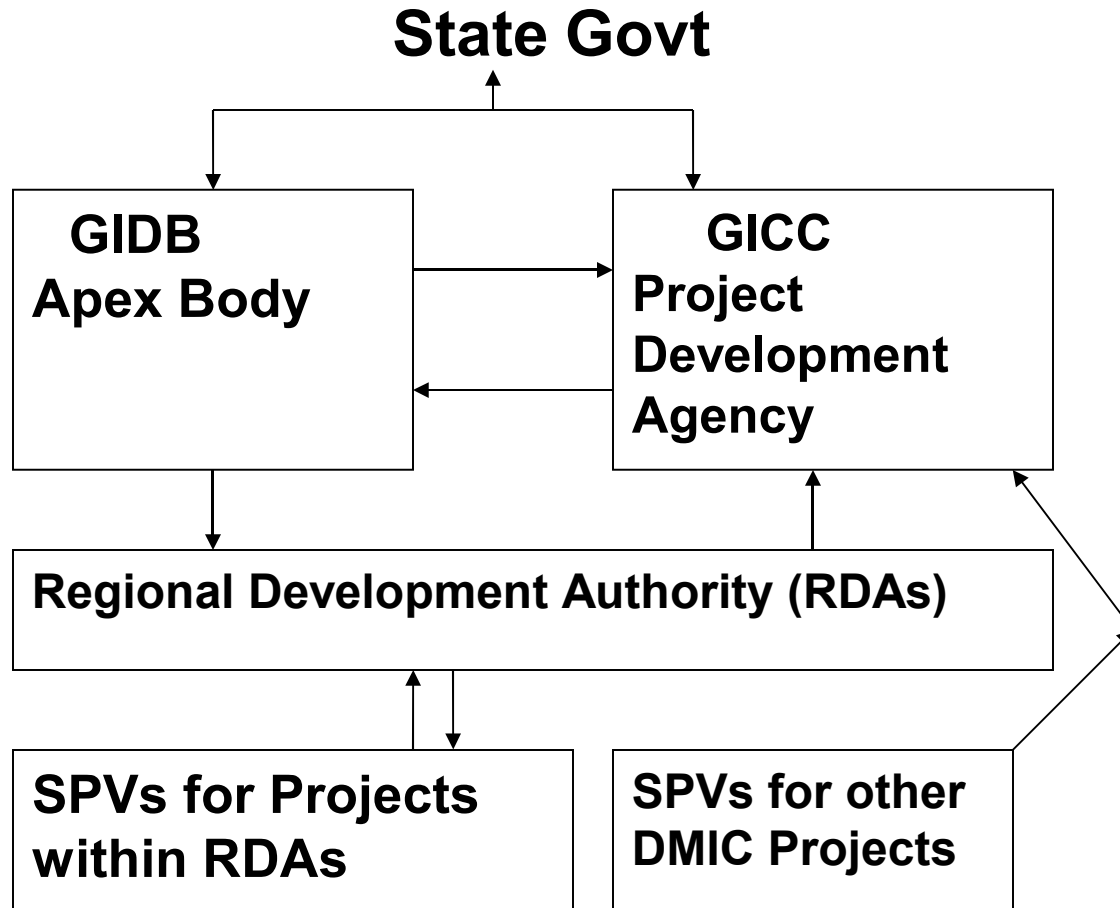 State Govt
GIDB
Apex Body
GICC
Project
Development
Agency
Regional Development Authority (RDAs)
SPVs for Projects
within RDAs
SPVs for other
DMIC Projects